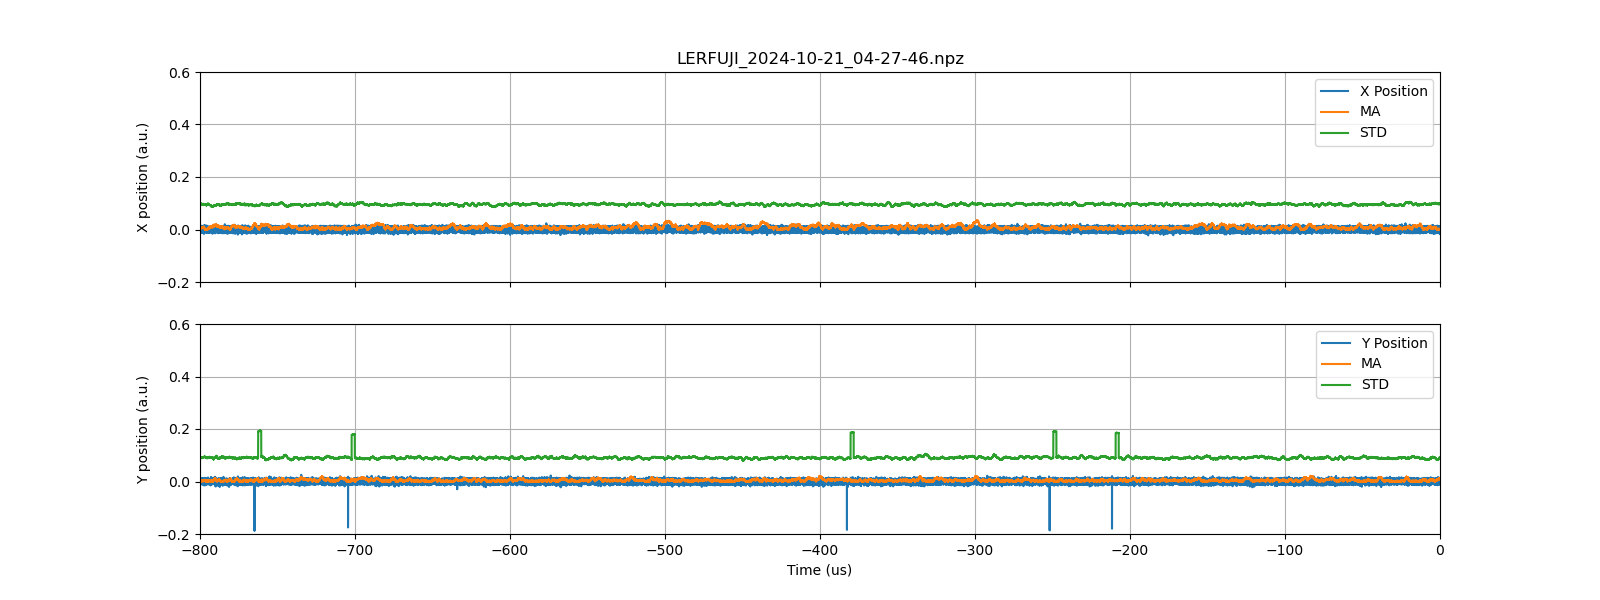 LERFUJI_2024-10-21_04-27-46.npz
X position (a.u.)
0.6
0.4
0.2
0.0
−0.2
X Position
MA
STD
Y position (a.u.)
0.6
0.4
0.2
0.0
−0.2
Y Position
MA
STD
−800 −700 −600 −500 −400 −300 −200 −100 0
Time (us)